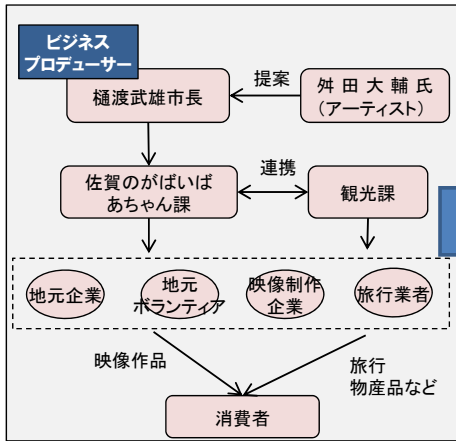 ビジネス
プロデューサー
樋渡武雄市長
提案
舛田大輔氏
(アーティスト)
佐賀のがばいば
あちゃん課
連携
観光課
地元企業
地元
ボランティア
映像制作
企業
旅行業者
映像作品
旅行
物産品など
消費者